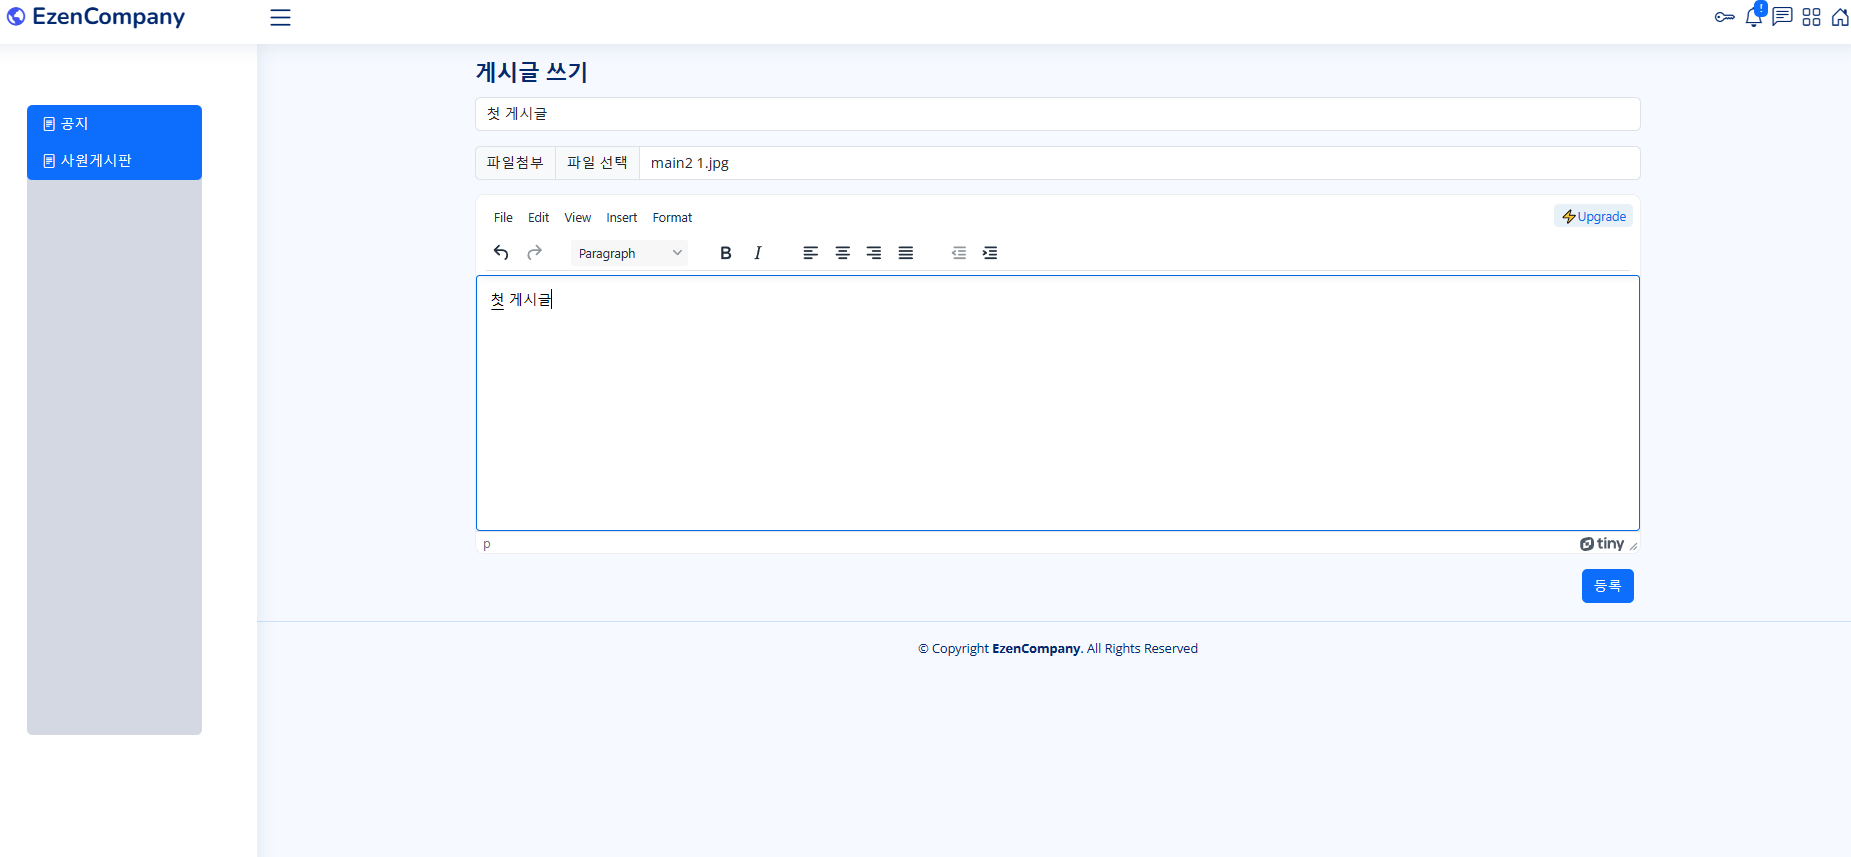 EzenCompany
!
공지
사원게시판
게시글 쓰기
첫 게시글
파일첨부 파일 선택 main2 1.jpg
File Edit View Insert Format Upgrade
Paragraph B I
첫 게시글
p tiny
등록
© Copyright EzenCompany. All Rights Reserved